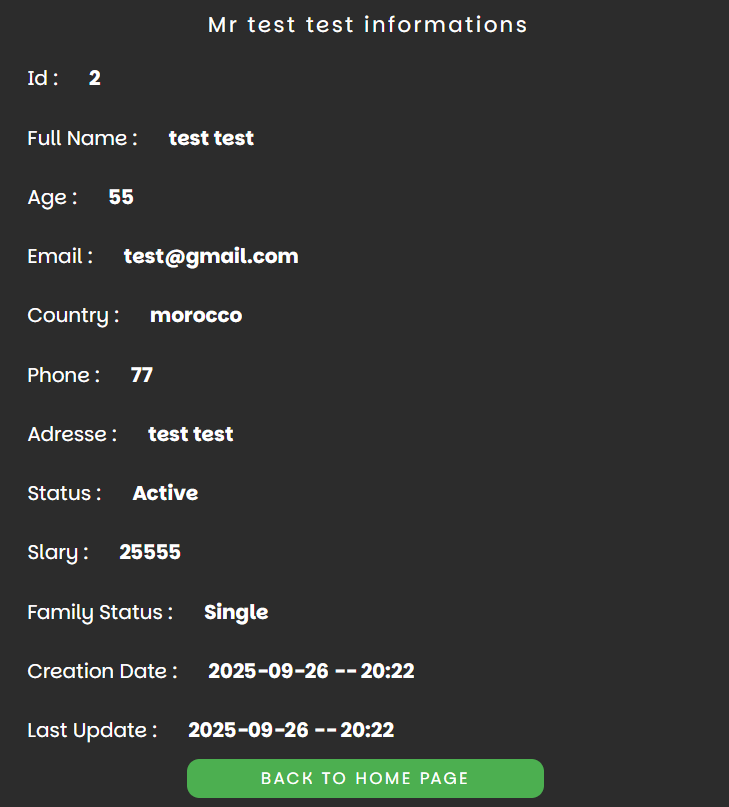 Mr test test informations
Id : 2
Full Name : test test
Age : 55
Email : test@gmail.com
Country : morocco
Phone : 77
Adresse : test test
Status : Active
Slary : 25555
Family Status : Single
Creation Date : 2025-09-26 -- 20:22
Last Update : 2025-09-26 -- 20:22
BACK TO HOME PAGE